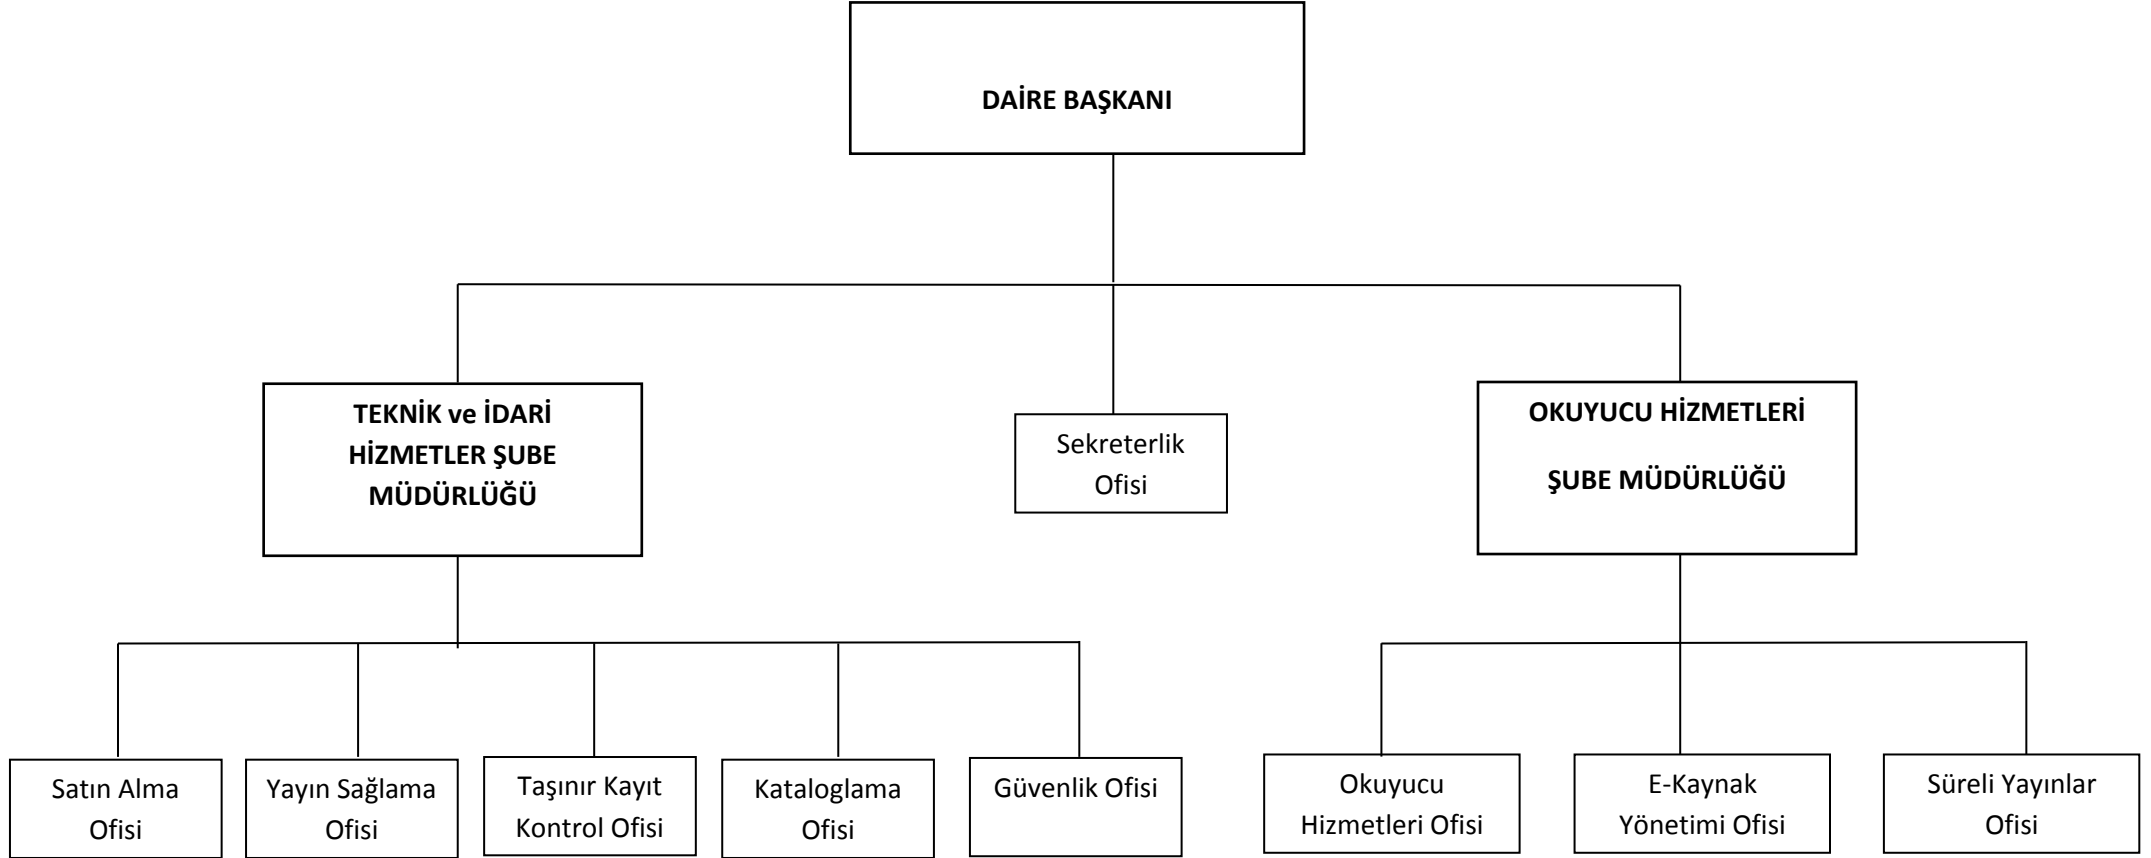 DAİRE BAŞKANI
TEKNİK ve İDARİ
HİZMETLER ŞUBE
MÜDÜRLÜĞÜ
Sekreterlik
Ofisi
OKUYUCU HİZMETLERİ
ŞUBE MÜDÜRLÜĞÜ
Satın Alma
Ofisi
Yayın Sağlama
Ofisi
Taşınır Kayıt
Kontrol Ofisi
Kataloglama
Ofisi
Güvenlik Ofisi
Okuyucu
Hizmetleri Ofisi
E-Kaynak
Yönetimi Ofisi
Süreli Yayınlar
Ofisi